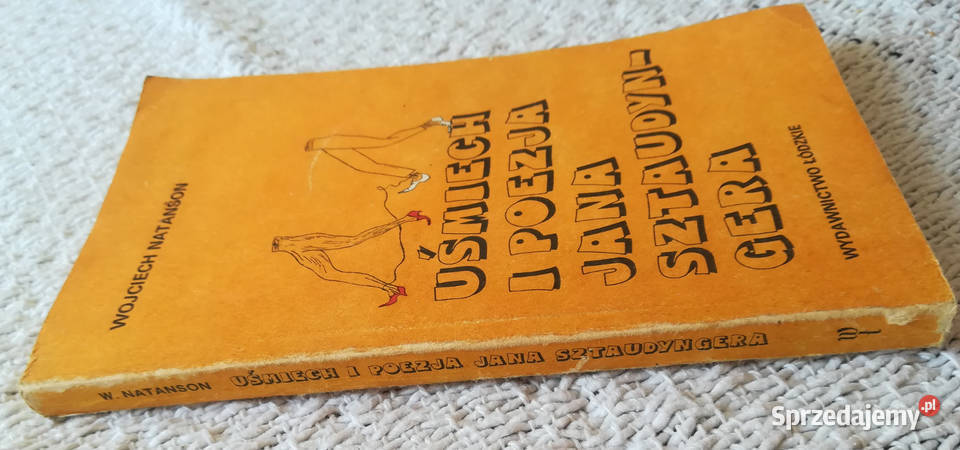 WOJCIECH NATANSON
UŚMIECH
I POEZJA
JANA
SZTAUDYN-
GERA
WYDAWNICTWO ŁÓDZKIE
W. NATANSON UŚMIECH I POEZJA JANA SZTAUDYNGERA
Sprzedajemy.pl